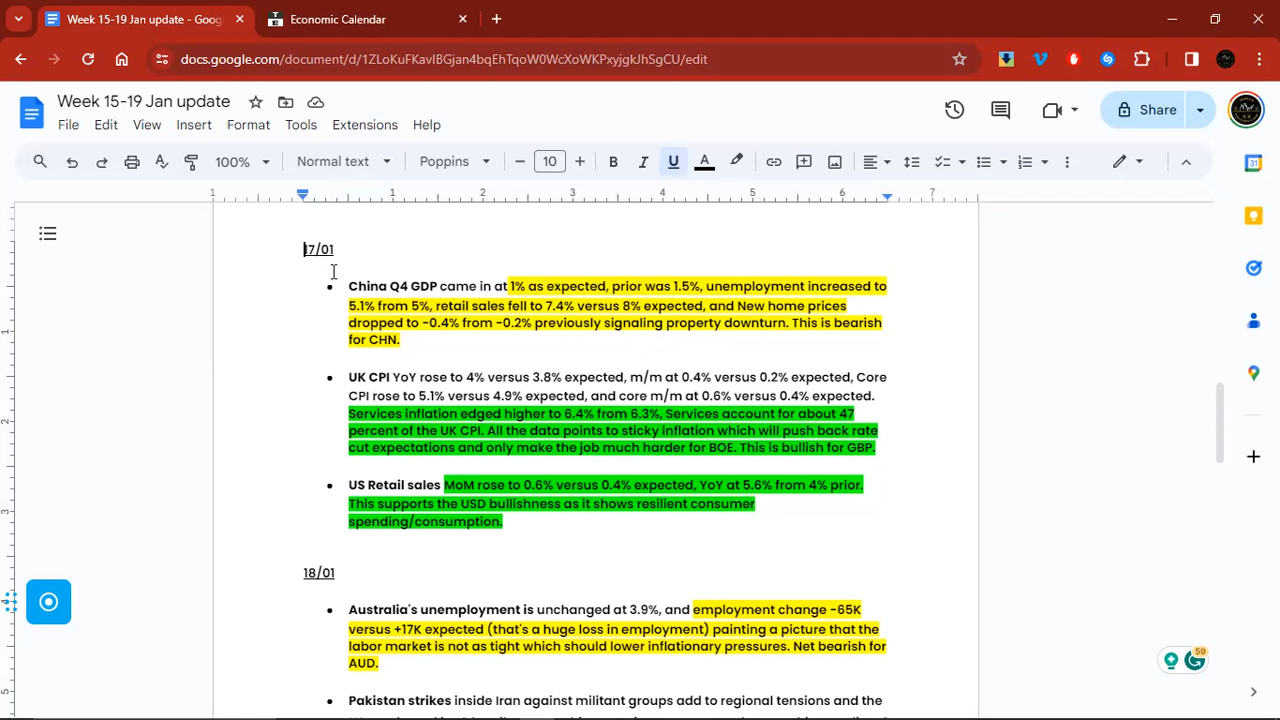 Week 15-19 Jan update - Goog
Economic Calendar
docs.google.com/document/d/1ZLoKuFKavIBGjan4bqEhTqoW0WcXoWKPxyjgkJhSgCU/edit
Week 15-19 Jan update
Share
File Edit View Insert Format Tools Extensions Help
100% Normal text Poppins 10 B I U A
1 1 2 3 4 5 6 7
17/01
China Q4 GDP came in at 1% as expected, prior was 1.5%, unemployment increased to
5.1% from 5%, retail sales fell to 7.4% versus 8% expected, and New home prices
dropped to -0.4% from -0.2% previously signaling property downturn. This is bearish
for CHN.
UK CPI YoY rose to 4% versus 3.8% expected, m/m at 0.4% versus 0.2% expected, Core
CPI rose to 5.1% versus 4.9% expected, and core m/m at 0.6% versus 0.4% expected.
Services inflation edged higher to 6.4% from 6.3%, Services account for about 47
percent of the UK CPI. All the data points to sticky inflation which will push back rate
cut expectations and only make the job much harder for BOE. This is bullish for GBP.
US Retail sales MoM rose to 0.6% versus 0.4% expected, YoY at 5.6% from 4% prior.
This supports the USD bullishness as it shows resilient consumer
spending/consumption.
18/01
Australia's unemployment is unchanged at 3.9%, and employment change -65K
versus +17K expected (that's a huge loss in employment) painting a picture that the
labor market is not as tight which should lower inflationary pressures. Net bearish for
AUD.
Pakistan strikes inside Iran against militant groups add to regional tensions and the
59